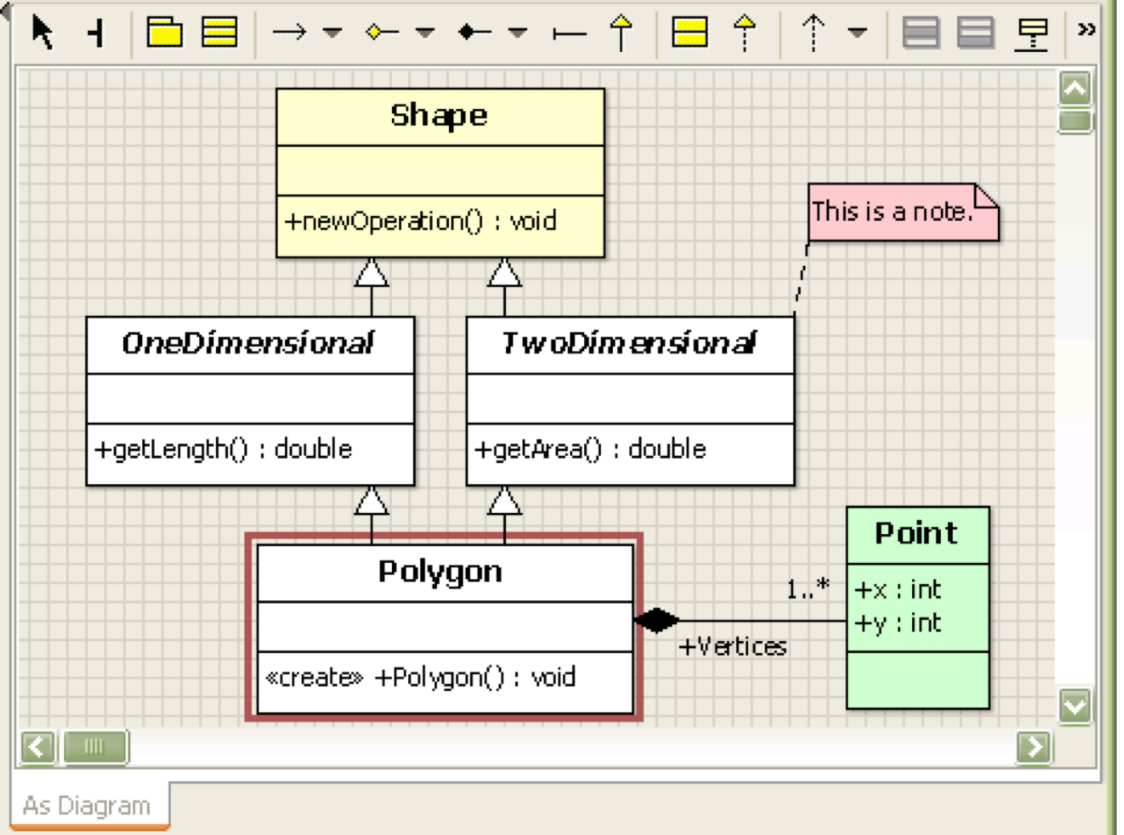 Shape
+newOperation() : void
This is a note.
OneDimensional
TwoDimensional
+getLength() : double
+getArea() : double
Polygon
«create» +Polygon() : void
1..*
+Vertices
Point
+x : int
+y : int
As Diagram